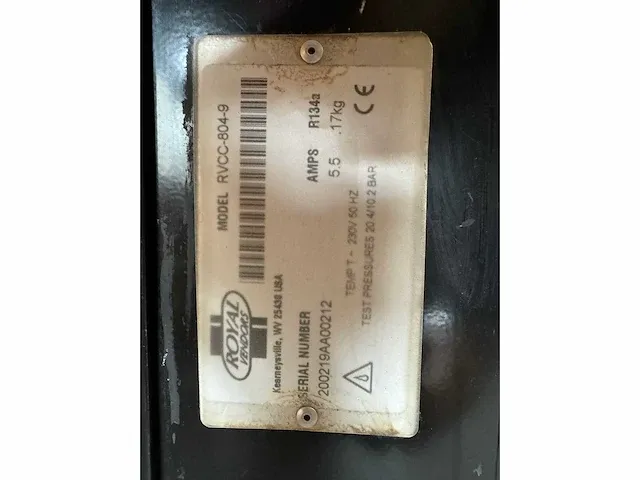 MODEL RVCC-804-9
ROYAL
VENDORS
Kearneysville, WV 25430 USA
SERIAL NUMBER
200219AA00212
AMPS R134a
5.5 .17kg
TEMP T - 230V 50 HZ
TEST PRESSURES 20.4/10.2 BAR
CE